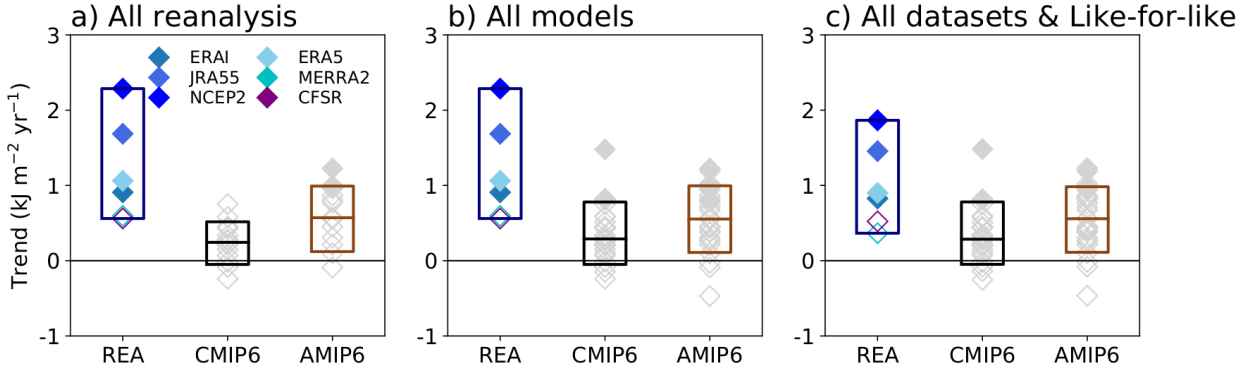 a) All reanalysis
b) All models
c) All datasets & Like-for-like
Trend (kJ m⁻² yr⁻¹)
3
2
1
0
-1
ERAI
JRA55
NCEP2
ERA5
MERRA2
CFSR
REA
CMIP6
AMIP6
3
2
1
0
-1
REA
CMIP6
AMIP6
3
2
1
0
-1
REA
CMIP6
AMIP6